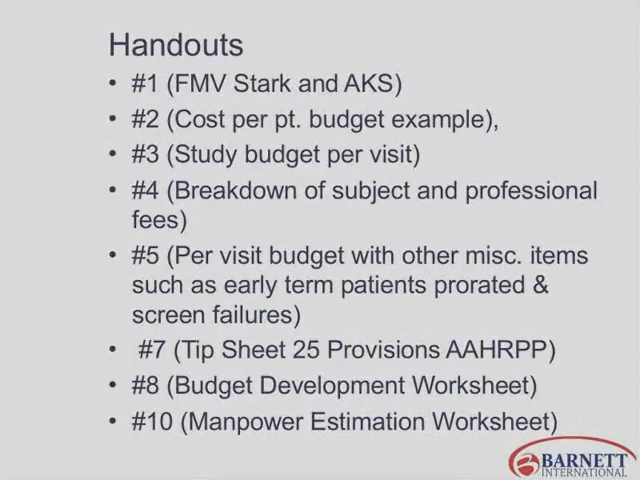 Handouts
• #1 (FMV Stark and AKS)
• #2 (Cost per pt. budget example),
• #3 (Study budget per visit)
• #4 (Breakdown of subject and professional
fees)
• #5 (Per visit budget with other misc. items
such as early term patients prorated &
screen failures)
• #7 (Tip Sheet 25 Provisions AAHRPP)
• #8 (Budget Development Worksheet)
• #10 (Manpower Estimation Worksheet)
BARNETT
INTERNATIONAL